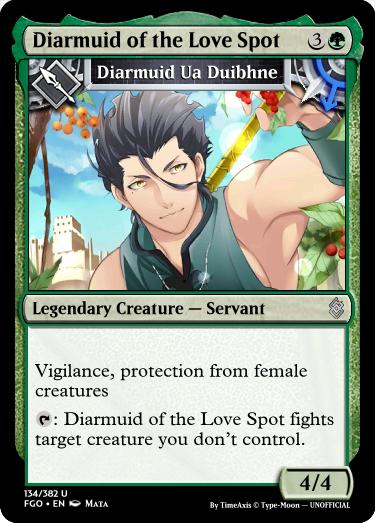 Diarmuid of the Love Spot 3
Diarmuid Ua Duibhne
Legendary Creature — Servant
Vigilance, protection from female
creatures
: Diarmuid of the Love Spot fights
target creature you don't control.
4/4
134/382 U
FGO • EN MATA
By TimeAxis © Type-Moon — UNOFFICIAL